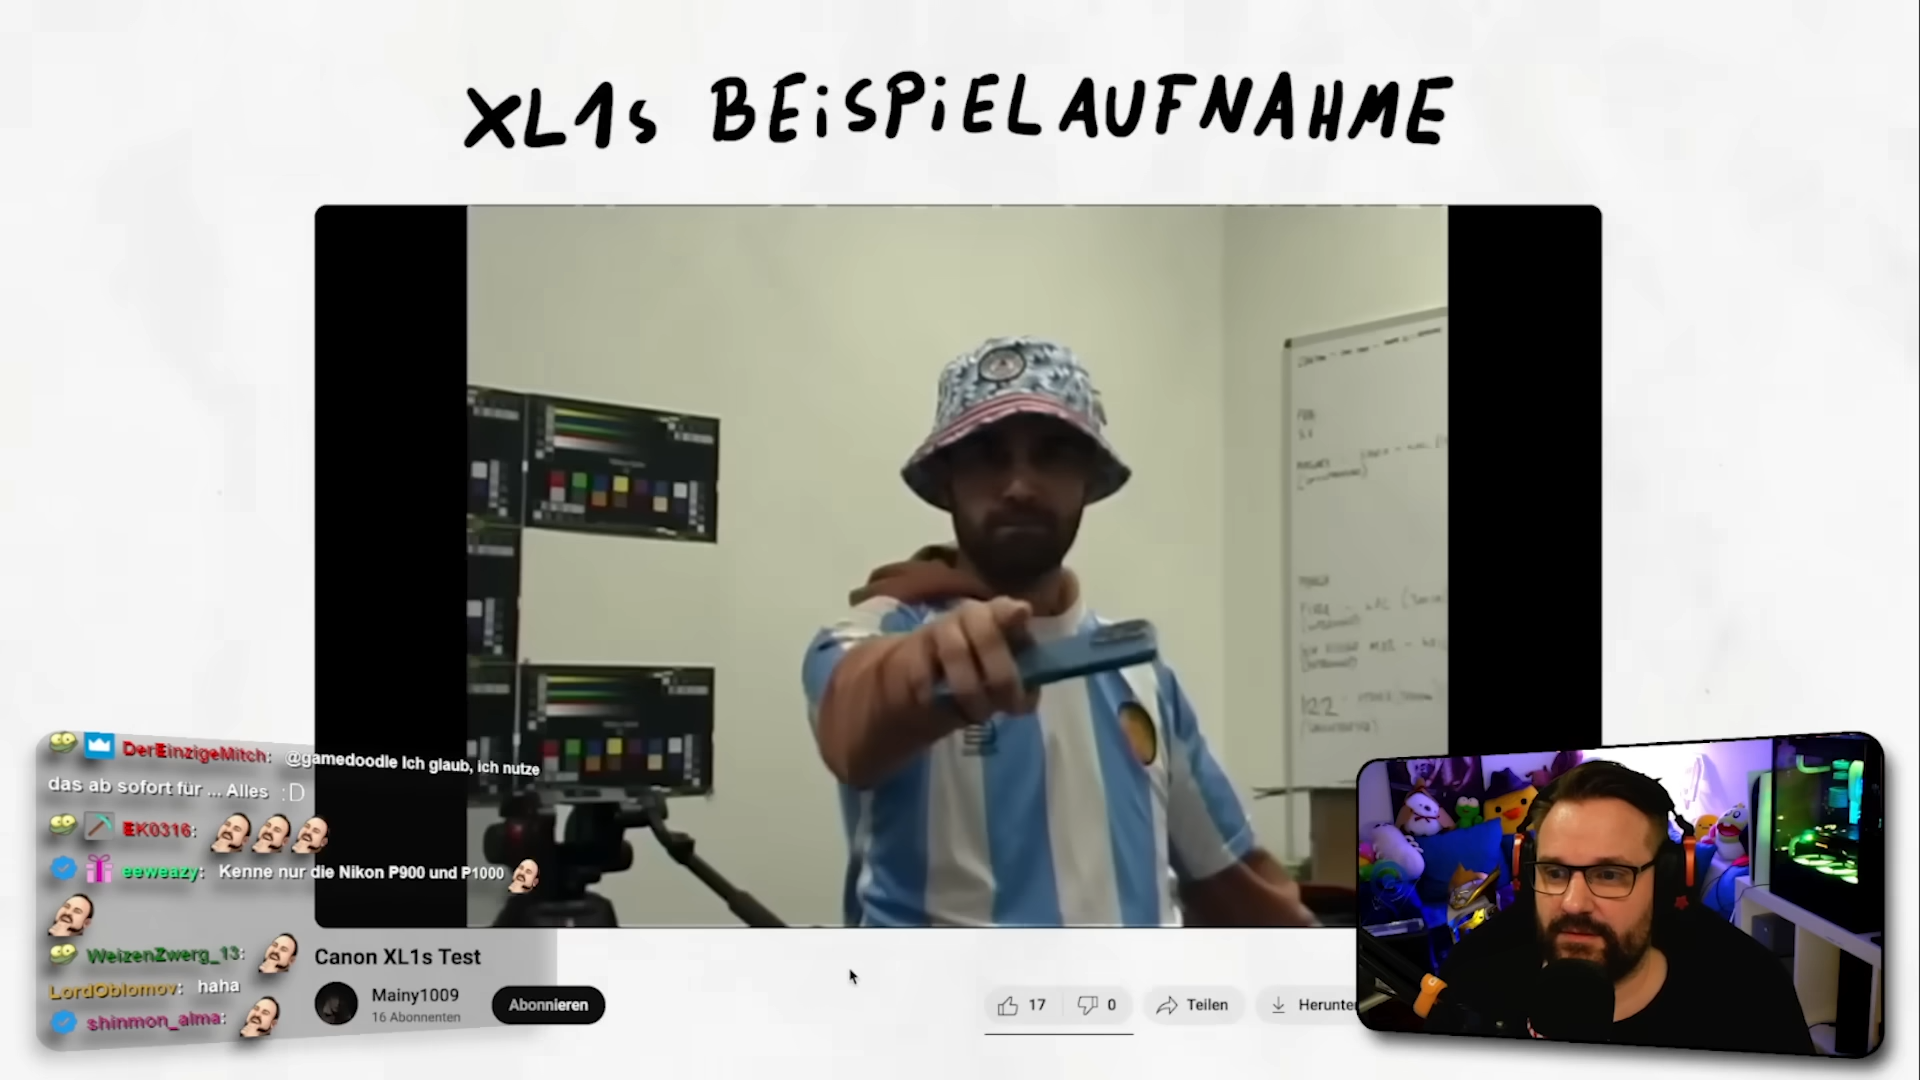 XL1s BEiSPiELAUFNAHME
DerEinzigeMitch: @gamedoodle Ich glaub, ich nutze
das ab sofort für ... Alles :D
EK0316:
eeweazy: Kenne nur die Nikon P900 und P1000
WeizenZwerg_13:
LordOblomov: haha
shinmon_alma:
Canon XL1s Test
Mainy1009
16 Abonnenten
Abonnieren
17
0
Teilen
Herunter
122